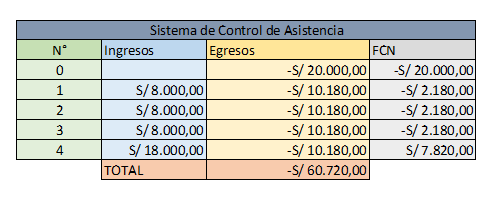 Sistema de Control de Asistencia
N° Ingresos Egresos FCN
0 -S/ 20.000,00 -S/ 20.000,00
1 S/ 8.000,00 -S/ 10.180,00 -S/ 2.180,00
2 S/ 8.000,00 -S/ 10.180,00 -S/ 2.180,00
3 S/ 8.000,00 -S/ 10.180,00 -S/ 2.180,00
4 S/ 18.000,00 -S/ 10.180,00 S/ 7.820,00
TOTAL -S/ 60.720,00